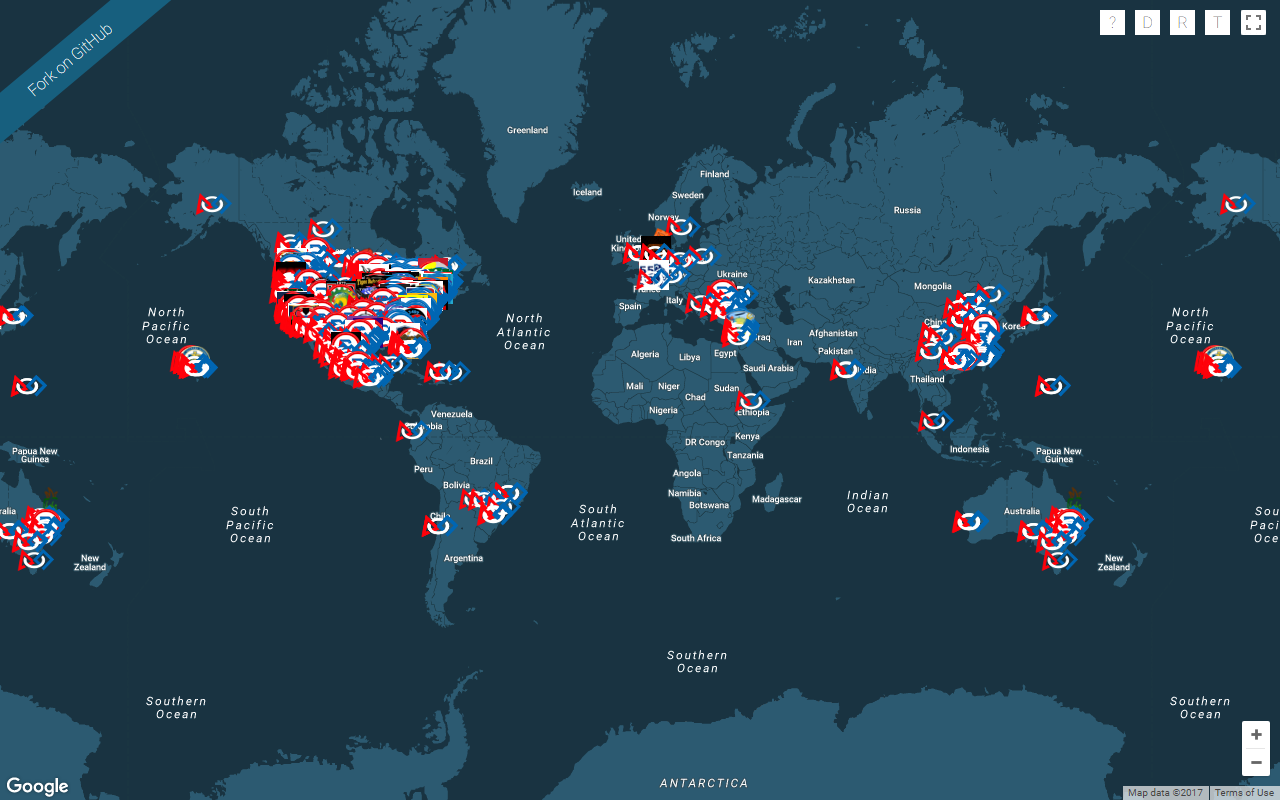 Fork on GitHub
?
D
R
T
Greenland
Iceland
Finland
Sweden
Norway
Russia
United
Ukraine
Kazakhstan
Mongolia
France
Italy
Spain
China
Korea
North
Pacific
Ocean
North
Atlantic
Ocean
North
Pacific
Ocean
Afghanistan
Iran
Iraq
Pakistan
Algeria
Libya
Egypt
Saudi Arabia
Thailand
Mali
Niger
Chad
Sudan
Nigeria
Ethiopia
Venezuela
DR Congo
Kenya
Tanzania
Indonesia
Papua New
Guinea
Papua New
Guinea
Peru
Brazil
Bolivia
Angola
Namibia
Botswana
Madagascar
Indian
Ocean
Chile
South
Pacific
Ocean
South
Atlantic
Ocean
South Africa
Australia
Argentina
New
Zealand
New
Zealand
Southern
Ocean
Southern
Ocean
Southern
Ocean
ANTARCTICA
+
−
Google
Map data ©2017
Terms of Use